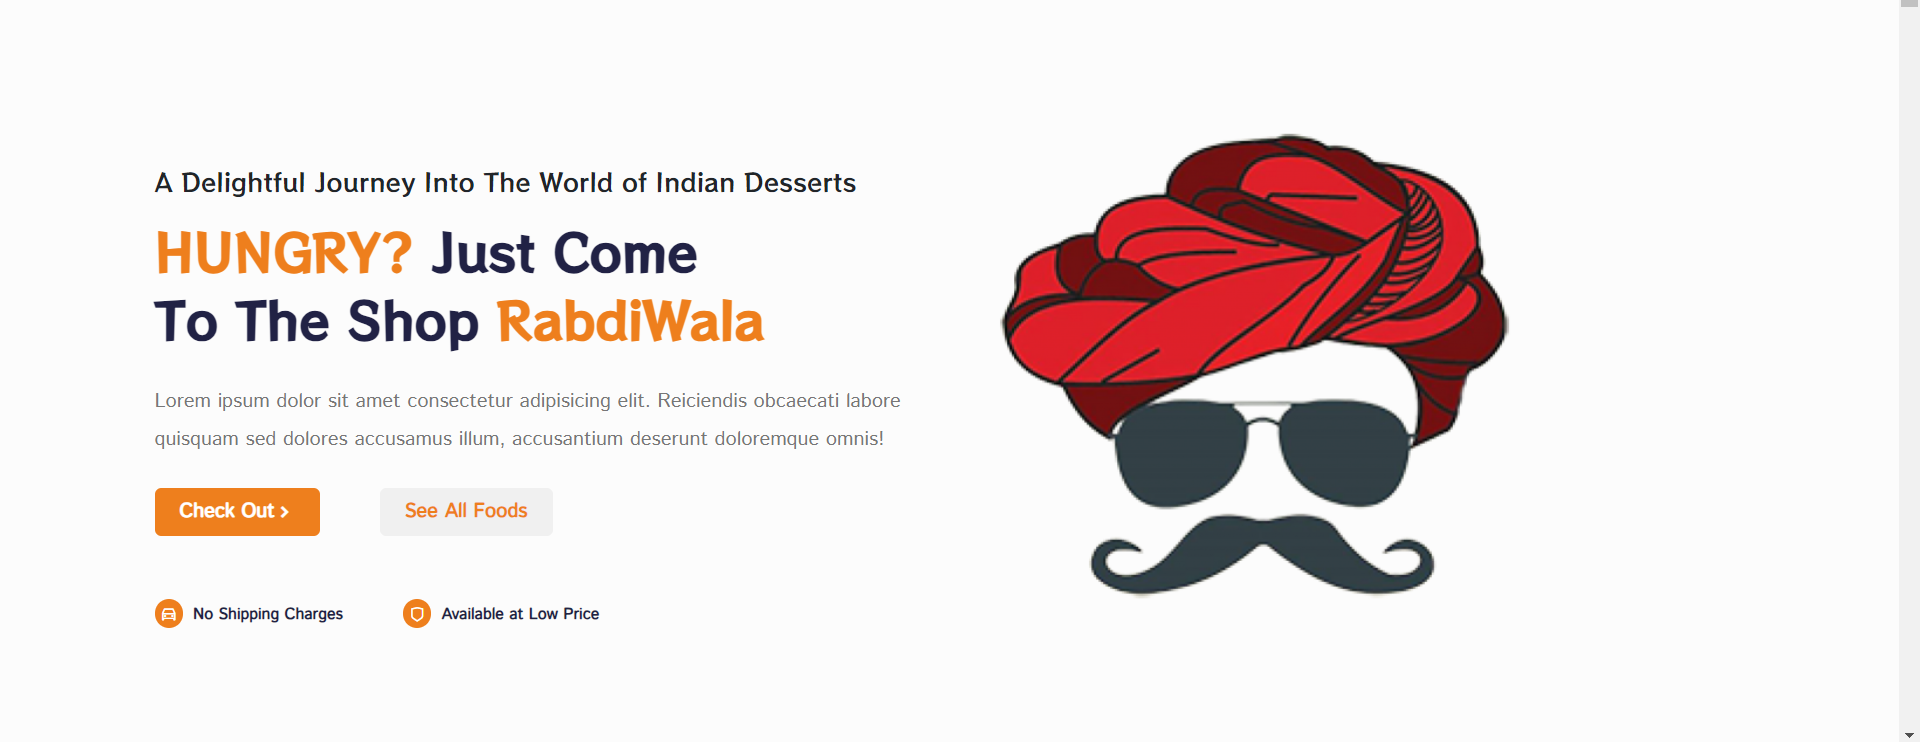 A Delightful Journey Into The World of Indian Desserts
HUNGRY? Just Come
To The Shop RabdiWala
Lorem ipsum dolor sit amet consectetur adipisicing elit. Reiciendis obcaecati labore
quisquam sed dolores accusamus illum, accusantium deserunt doloremque omnis!
Check Out >
See All Foods
No Shipping Charges
Available at Low Price